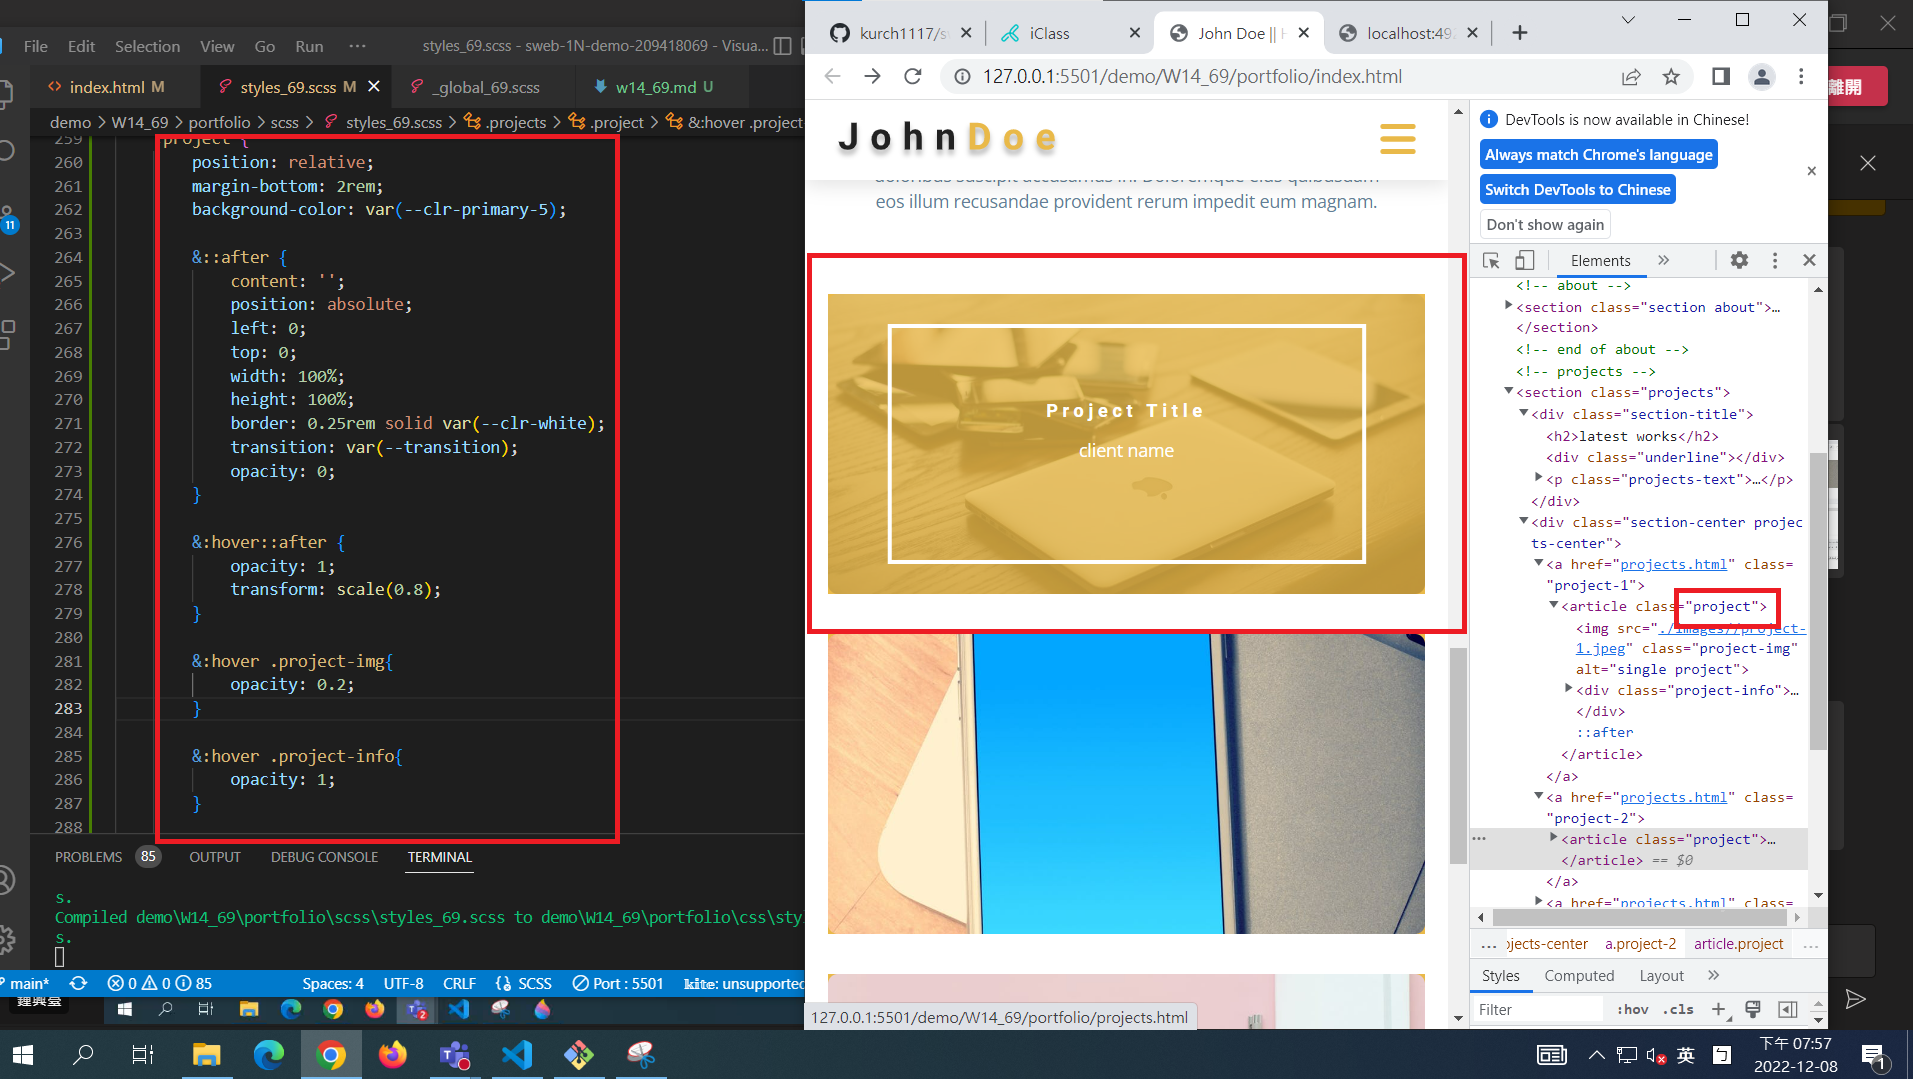 File Edit Selection View Go Run ···
styles_69.scss - sweb-1N-demo-209418069 - Visua...
index.html M
styles_69.scss M
_global_69.scss
w14_69.md U
demo > W14_69 > portfolio > scss > styles_69.scss > .projects > .project > &:hover .project-
259 project {
260 position: relative;
261 margin-bottom: 2rem;
262 background-color: var(--clr-primary-5);
263
264 &::after {
265 content: '';
266 position: absolute;
267 left: 0;
268 top: 0;
269 width: 100%;
270 height: 100%;
271 border: 0.25rem solid var(--clr-white);
272 transition: var(--transition);
273 opacity: 0;
274 }
275
276 &:hover::after {
277 opacity: 1;
278 transform: scale(0.8);
279 }
280
281 &:hover .project-img{
282 opacity: 0.2;
283 }
284
285 &:hover .project-info{
286 opacity: 1;
287 }
288
11
PROBLEMS 85 OUTPUT DEBUG CONSOLE TERMINAL
s.
Compiled demo\W14_69\portfolio\scss\styles_69.scss to demo\W14_69\portfolio\css\sty
s.
main* 0 0 85 Spaces: 4 UTF-8 CRLF SCSS Port : 5501 kite: unsupported
kurch1117/s
iClass
John Doe || H
localhost:49
127.0.0.1:5501/demo/W14_69/portfolio/index.html
離開
JohnDoe
doloribus suscipit accusamus in. Doloremque eius quibusdam
eos illum recusandae provident rerum impedit eum magnam.
Project Title
client name
127.0.0.1:5501/demo/W14_69/portfolio/projects.html
DevTools is now available in Chinese!
Always match Chrome's language
Switch DevTools to Chinese
Don't show again
Elements
<!-- about -->
<section class="section about">…
</section>
<!-- end of about -->
<!-- projects -->
<section class="projects">
<div class="section-title">
<h2>latest works</h2>
<div class="underline"></div>
<p class="projects-text">…</p>
</div>
<div class="section-center projec
ts-center">
<a href="projects.html" class=
"project-1">
<article class="project">
<img src="./images//project-
1.jpeg" class="project-img"
alt="single project">
<div class="project-info">…
</div>
::after
</article>
</a>
<a href="projects.html" class=
"project-2">
<article class="project">…
</article> == $0
</a>
<a href="projects.html" class=
... ojects-center a.project-2 article.project ...
Styles Computed Layout
Filter :hov .cls
鍾興臺
2
英
下午 07:57
2022-12-08
1